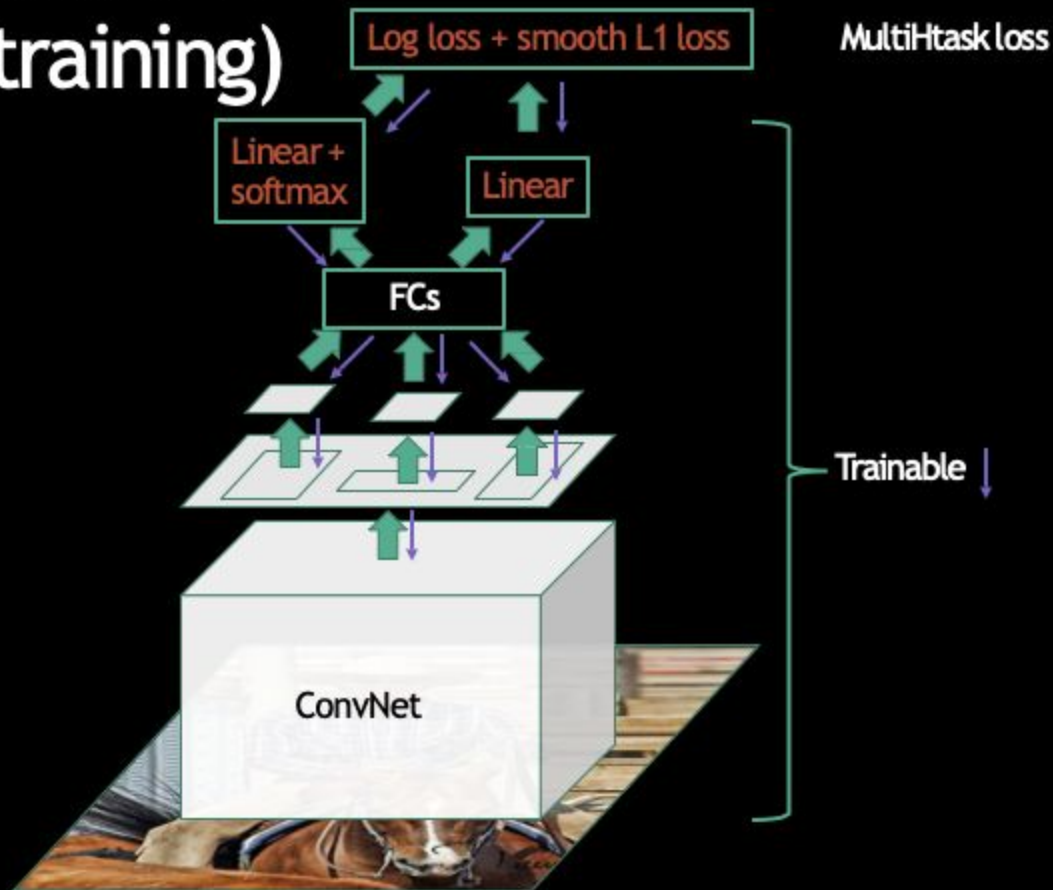 training)
Log loss + smooth L1 loss
MultiHtask loss
Linear +
softmax
Linear
FCs
Trainable
ConvNet